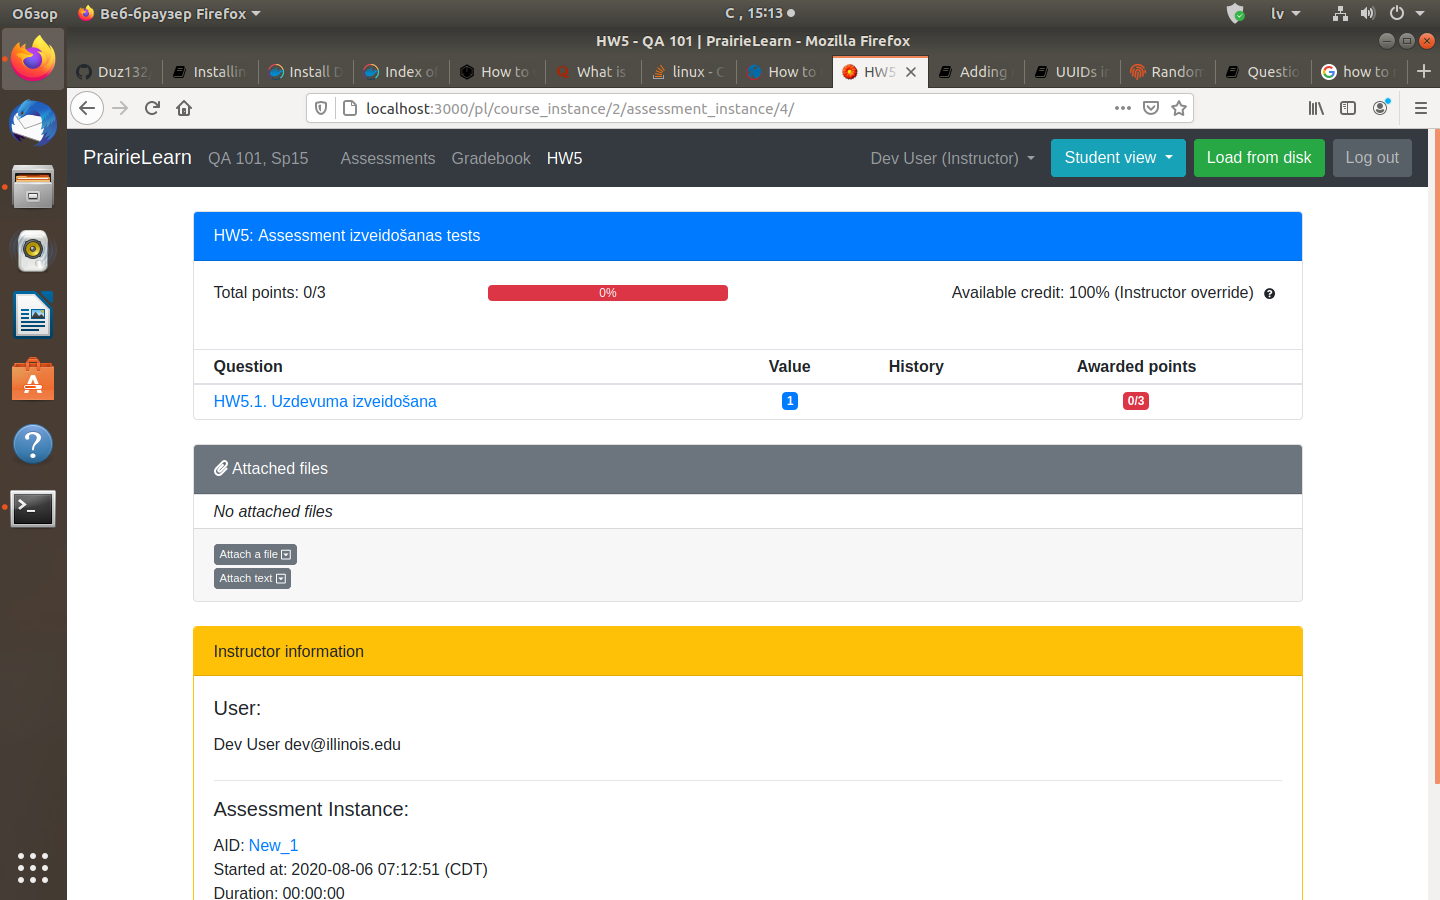 Обзор Веб-браузер Firefox С , 15:13 lv
HW5 - QA 101 | PrairieLearn - Mozilla Firefox
Duz132 Installin Install D Index of How to What is linux - C How to HW5 Adding UUIDs in Random Questio how to
localhost:3000/pl/course_instance/2/assessment_instance/4/
PrairieLearn QA 101, Sp15 Assessments Gradebook HW5 Dev User (Instructor) Student view Load from disk Log out
HW5: Assessment izveidošanas tests
Total points: 0/3 0% Available credit: 100% (Instructor override)
Question Value History Awarded points
HW5.1. Uzdevuma izveidošana 1 0/3
Attached files
No attached files
Attach a file
Attach text
Instructor information
User:
Dev User dev@illinois.edu
Assessment Instance:
AID: New_1
Started at: 2020-08-06 07:12:51 (CDT)
Duration: 00:00:00